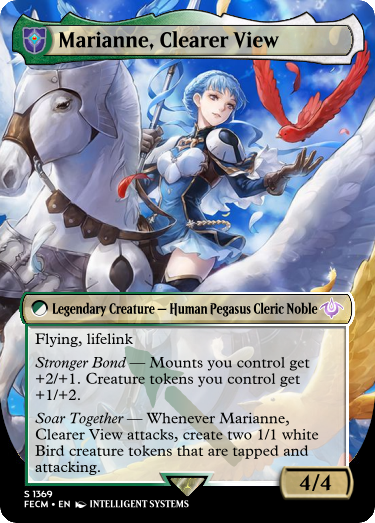 Marianne, Clearer View
Legendary Creature — Human Pegasus Cleric Noble
Flying, lifelink
Stronger Bond — Mounts you control get
+2/+1. Creature tokens you control get
+1/+2.
Soar Together — Whenever Marianne,
Clearer View attacks, create two 1/1 white
Bird creature tokens that are tapped and
attacking.
4/4
S 1369
FECM • EN INTELLIGENT SYSTEMS